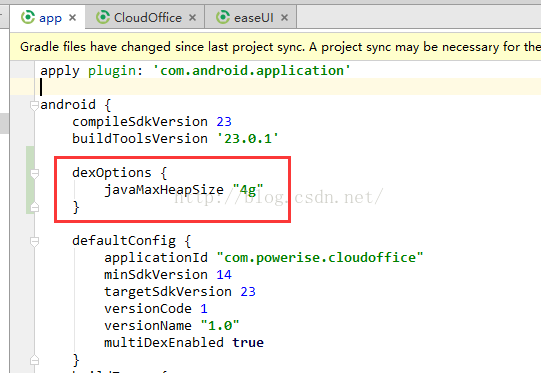 app CloudOffice easeUI
Gradle files have changed since last project sync. A project sync may be necessary for the
apply plugin: 'com.android.application'
android {
compileSdkVersion 23
buildToolsVersion '23.0.1'
dexOptions {
javaMaxHeapSize "4g"
http://blog.csdn.net/
}
defaultConfig {
applicationId "com.powerise.cloudoffice"
minSdkVersion 14
targetSdkVersion 23
versionCode 1
versionName "1.0"
multiDexEnabled true
}